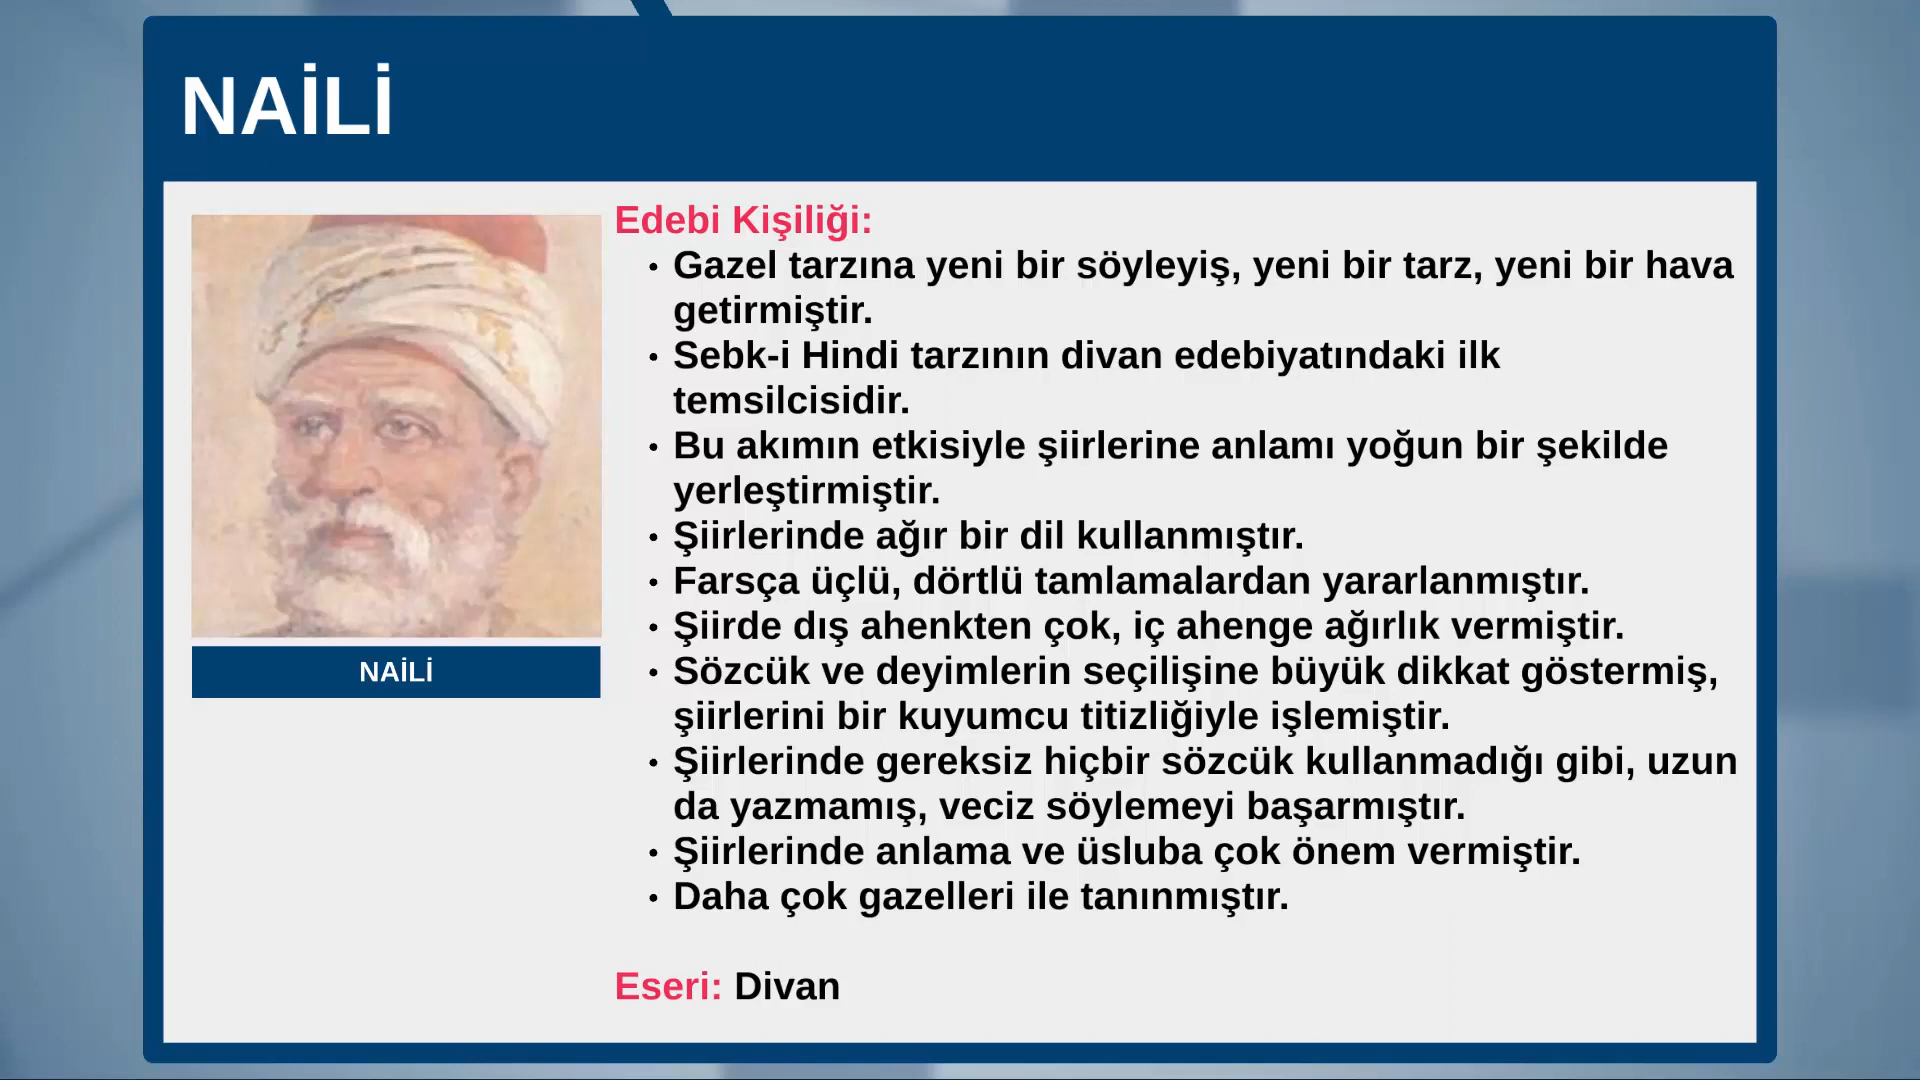 NAİLİ
NAİLİ
Edebi Kişiliği:
• Gazel tarzına yeni bir söyleyiş, yeni bir tarz, yeni bir hava
getirmiştir.
• Sebk-i Hindi tarzının divan edebiyatındaki ilk
temsilcisidir.
• Bu akımın etkisiyle şiirlerine anlamı yoğun bir şekilde
yerleştirmiştir.
• Şiirlerinde ağır bir dil kullanmıştır.
• Farsça üçlü, dörtlü tamlamalardan yararlanmıştır.
• Şiirde dış ahenkten çok, iç ahenge ağırlık vermiştir.
• Sözcük ve deyimlerin seçilişine büyük dikkat göstermiş,
şiirlerini bir kuyumcu titizliğiyle işlemiştir.
• Şiirlerinde gereksiz hiçbir sözcük kullanmadığı gibi, uzun
da yazmamış, veciz söylemeyi başarmıştır.
• Şiirlerinde anlama ve üsluba çok önem vermiştir.
• Daha çok gazelleri ile tanınmıştır.
Eseri: Divan